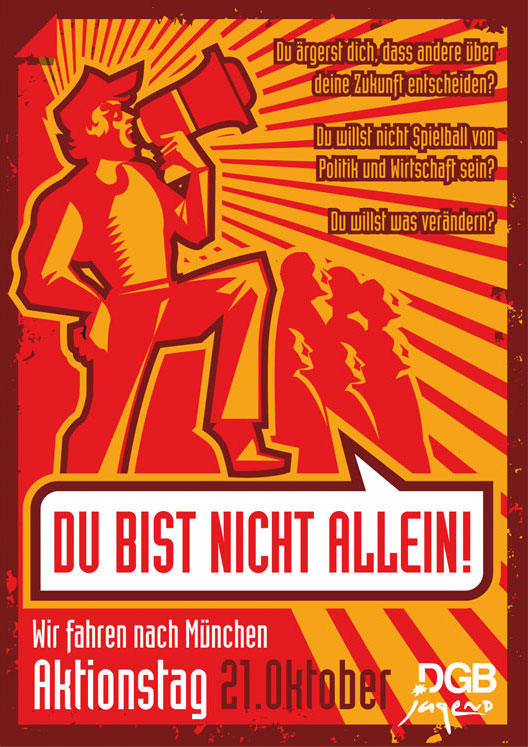 Du ärgerst dich, dass andere über
deine Zukunft entscheiden?
Du willst nicht Spielball von
Politik und Wirtschaft sein?
Du willst was verändern?
DU BIST NICHT ALLEIN!
Wir fahren nach München
Aktionstag 21.Oktober
DGB
jugend